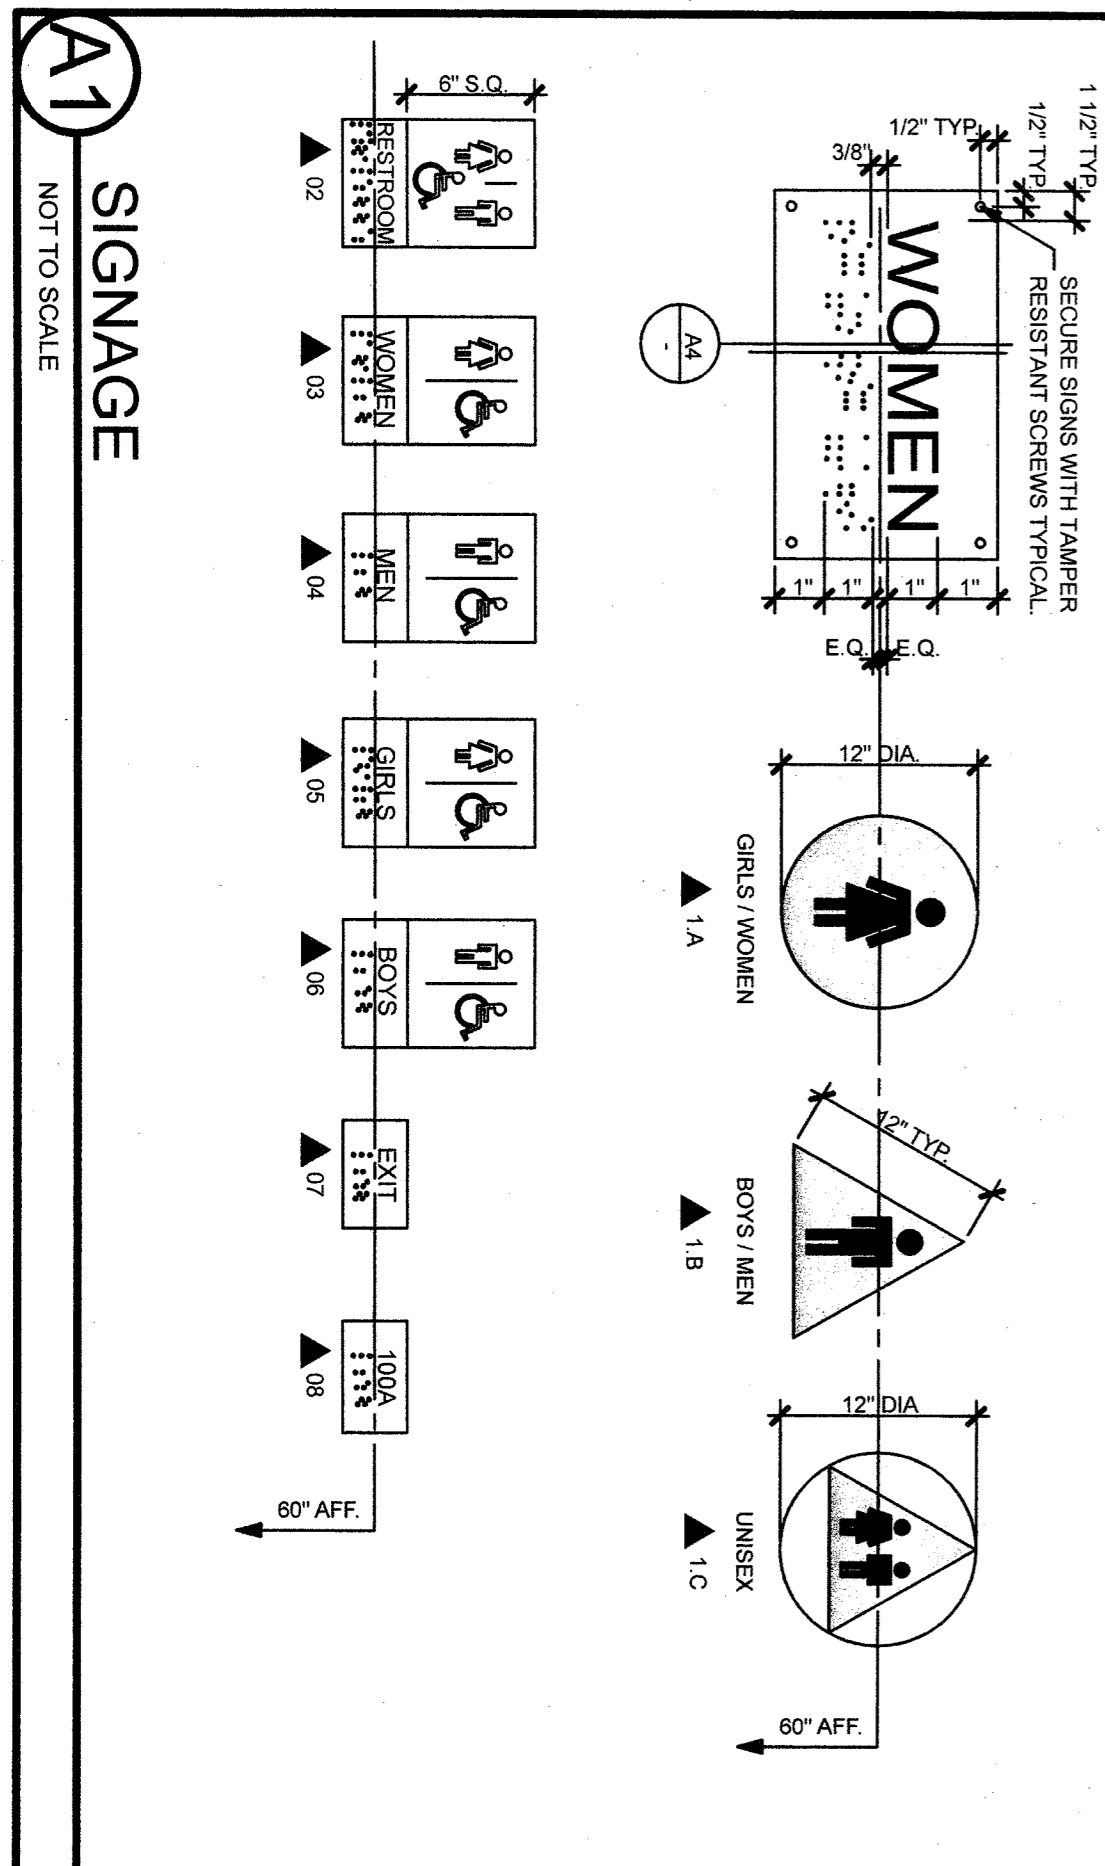 1 1/2" TYP.
1/2" TYP.
1/2" TYP.
3/8"
SECURE SIGNS WITH TAMPER
RESISTANT SCREWS TYPICAL.
WOMEN
A4
-
1"
1"
1"
1"
E.Q.
E.Q.
12" DIA.
GIRLS / WOMEN
1.A
12" TYP.
BOYS / MEN
1.B
12" DIA
UNISEX
1.C
60" AFF.
6" S.Q.
RESTROOM
02
WOMEN
03
MEN
04
GIRLS
05
BOYS
06
EXIT
07
100A
08
60" AFF.
A1
SIGNAGE
NOT TO SCALE